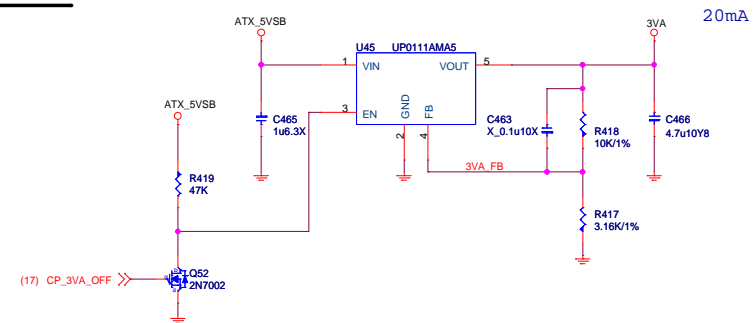 20mA
ATX_5VSB
3VA
U45 UP0111AMA5
1 VIN VOUT 5
3 EN GND FB
2 4
C465
1u6.3X
C463
X_0.1u10X
R418
10K/1%
C466
4.7u10Y8
ATX_5VSB
3VA_FB
R419
47K
R417
3.16K/1%
D
G
S
Q52
2N7002
(17) CP_3VA_OFF